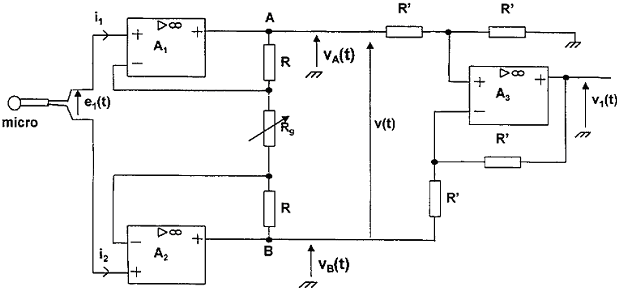 A
i₁
+
▷∞
+
A₁
−
R
v_A(t)
R'
R'
e₁(t)
micro
R_g
v(t)
+
▷∞
+
A₃
−
v₁(t)
R'
R
R'
−
▷∞
+
A₂
+
i₂
B
v_B(t)